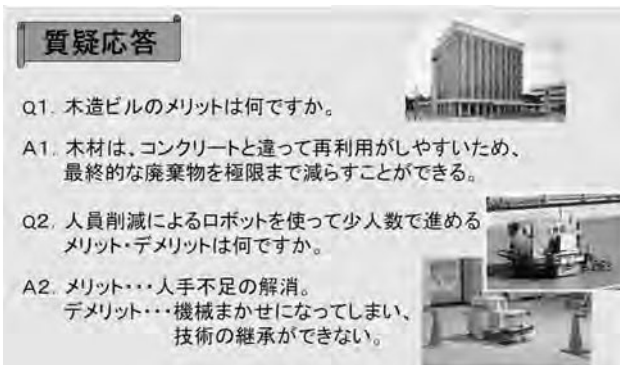 質疑応答
Q1. 木造ビルのメリットは何ですか。
A1. 木材は、コンクリートと違って再利用がしやすいため、
最終的な廃棄物を極限まで減らすことができる。
Q2. 人員削減によるロボットを使って少人数で進める
メリット・デメリットは何ですか。
A2. メリット・・・人手不足の解消。
デメリット・・・機械まかせになってしまい、
技術の継承ができない。